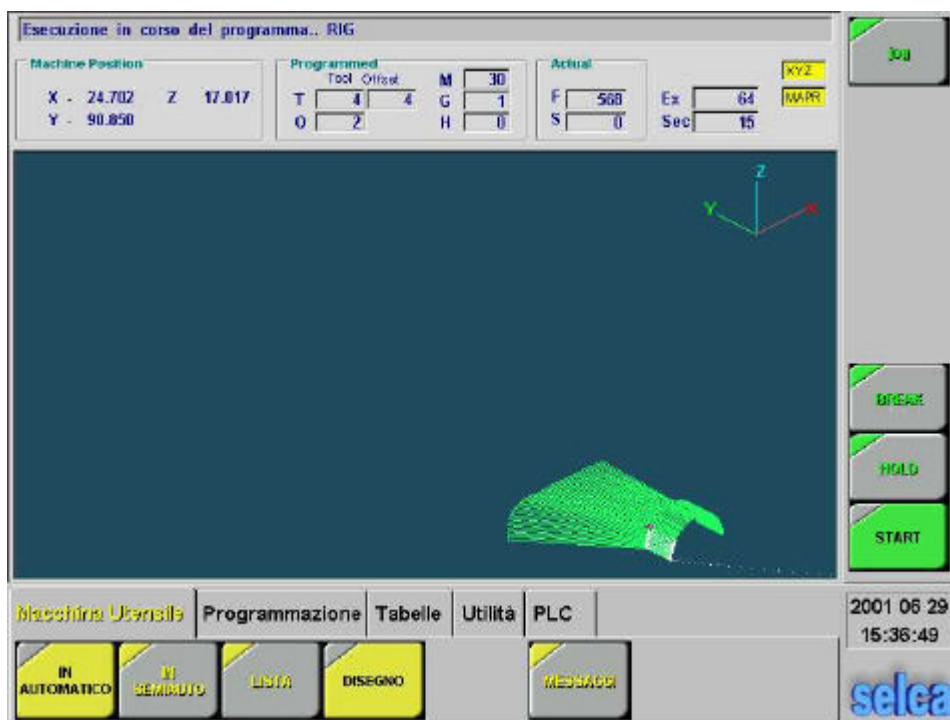 Esecuzione in corso del programma.. RIG
jog
Machine Position
Programmed
Actual
Tool Offset
XYZ
X - 24.702 Z 17.017
T 4 4
M 30
G 1
F 560
Ex 64
MAPR
Y - 90.850
O 2
H 0
S 0
Sec 15
Z
Y
X
BREAK
HOLD
START
Macchina Utensile
Programmazione
Tabelle
Utilità
PLC
2001 06 29
15:36:49
IN AUTOMATICO
IN SEMIAUTO
LISTA
DISEGNO
MESSAGGI
selca